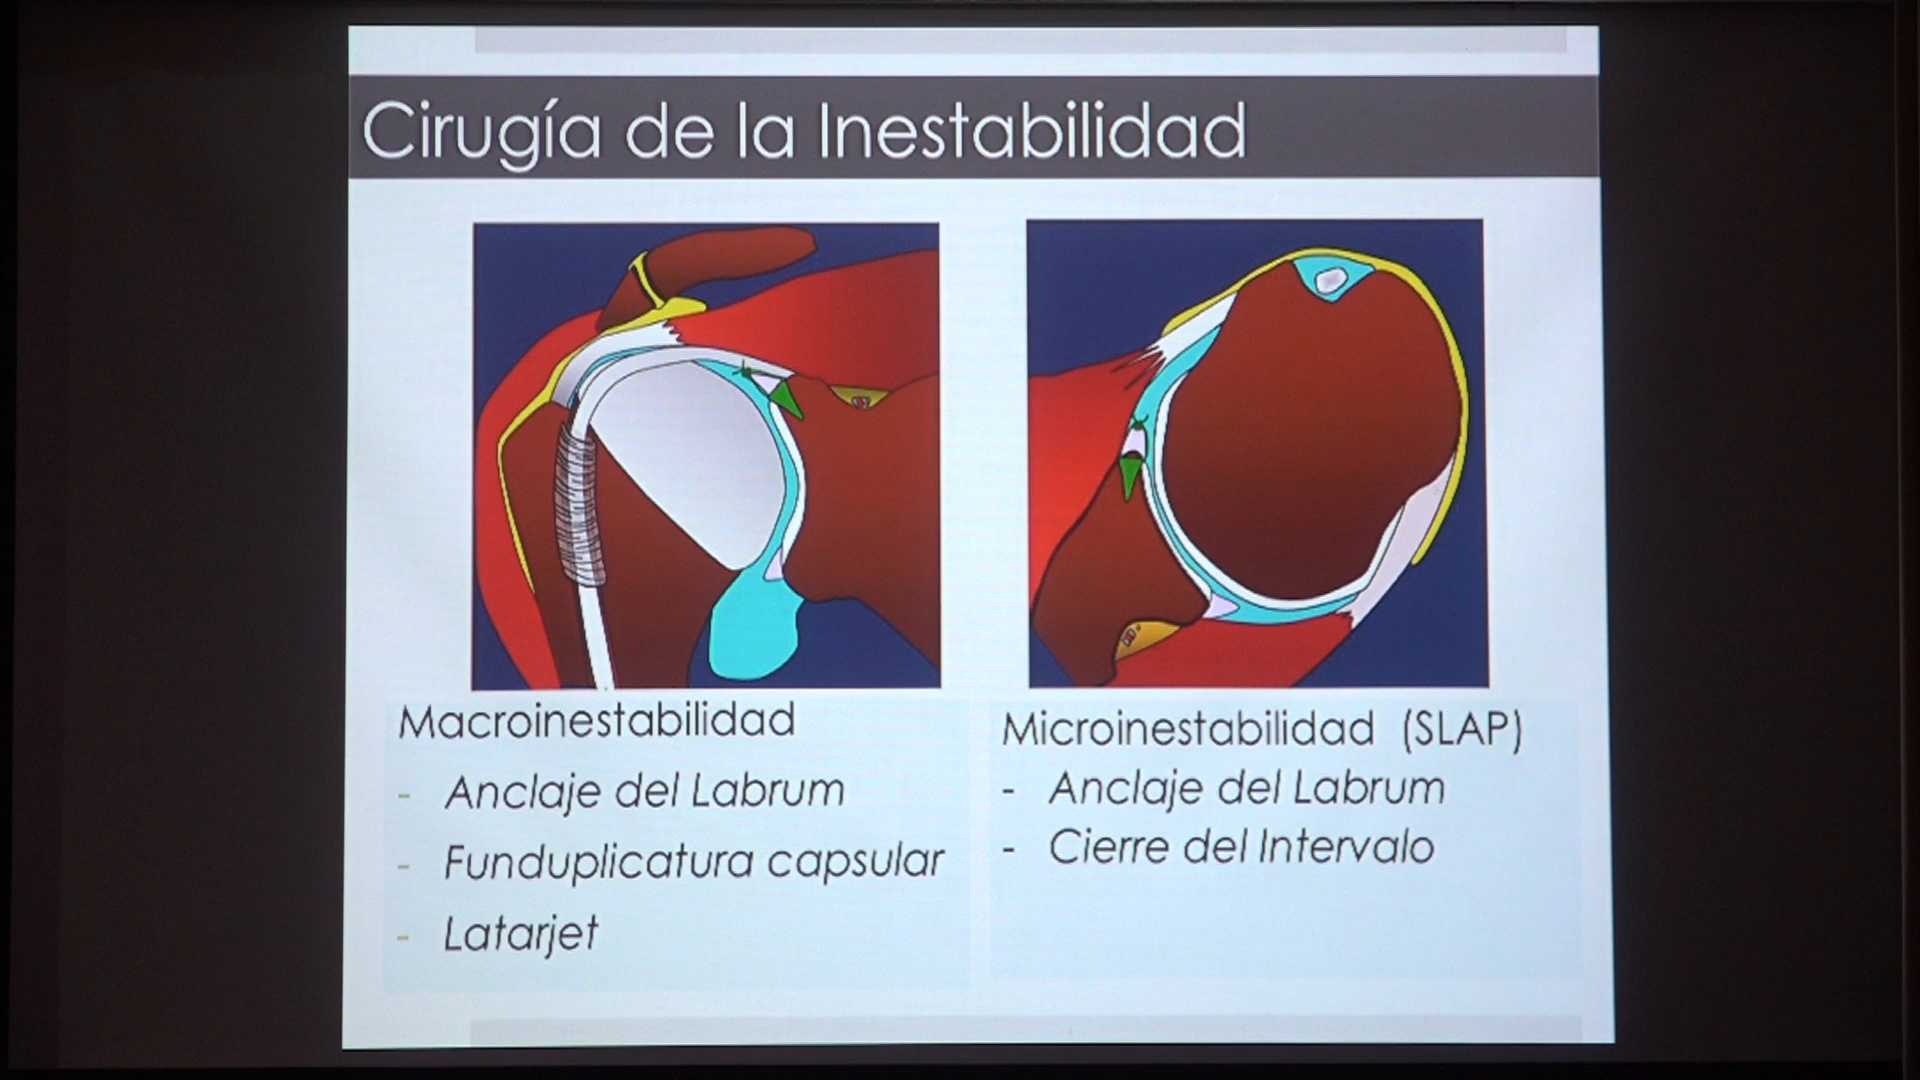 Cirugía de la Inestabilidad
Macroinestabilidad
- Anclaje del Labrum
- Funduplicatura capsular
- Latarjet
Microinestabilidad (SLAP)
- Anclaje del Labrum
- Cierre del Intervalo